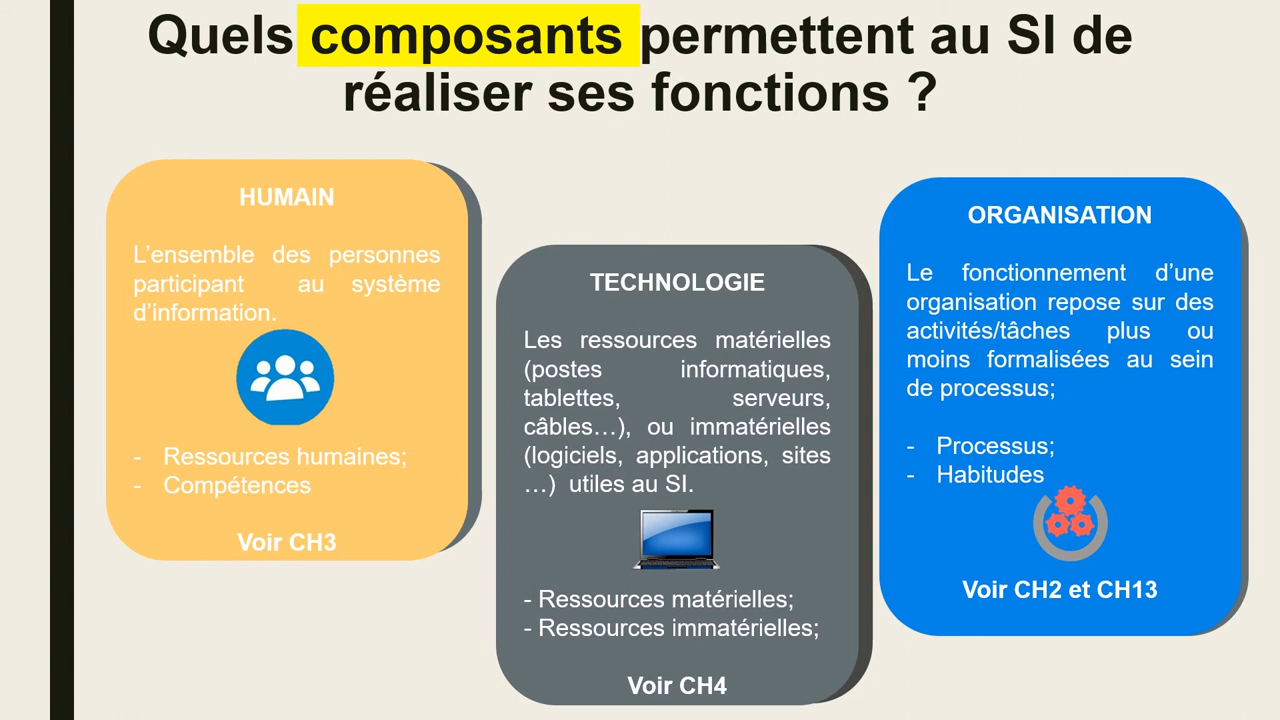 Quels composants permettent au SI de
réaliser ses fonctions ?
HUMAIN
L’ensemble des personnes
participant au système
d’information.
- Ressources humaines;
- Compétences
Voir CH3
TECHNOLOGIE
Les ressources matérielles
(postes informatiques,
tablettes, serveurs,
câbles…), ou immatérielles
(logiciels, applications, sites
…) utiles au SI.
- Ressources matérielles;
- Ressources immatérielles;
Voir CH4
ORGANISATION
Le fonctionnement d’une
organisation repose sur des
activités/tâches plus ou
moins formalisées au sein
de processus;
- Processus;
- Habitudes
Voir CH2 et CH13